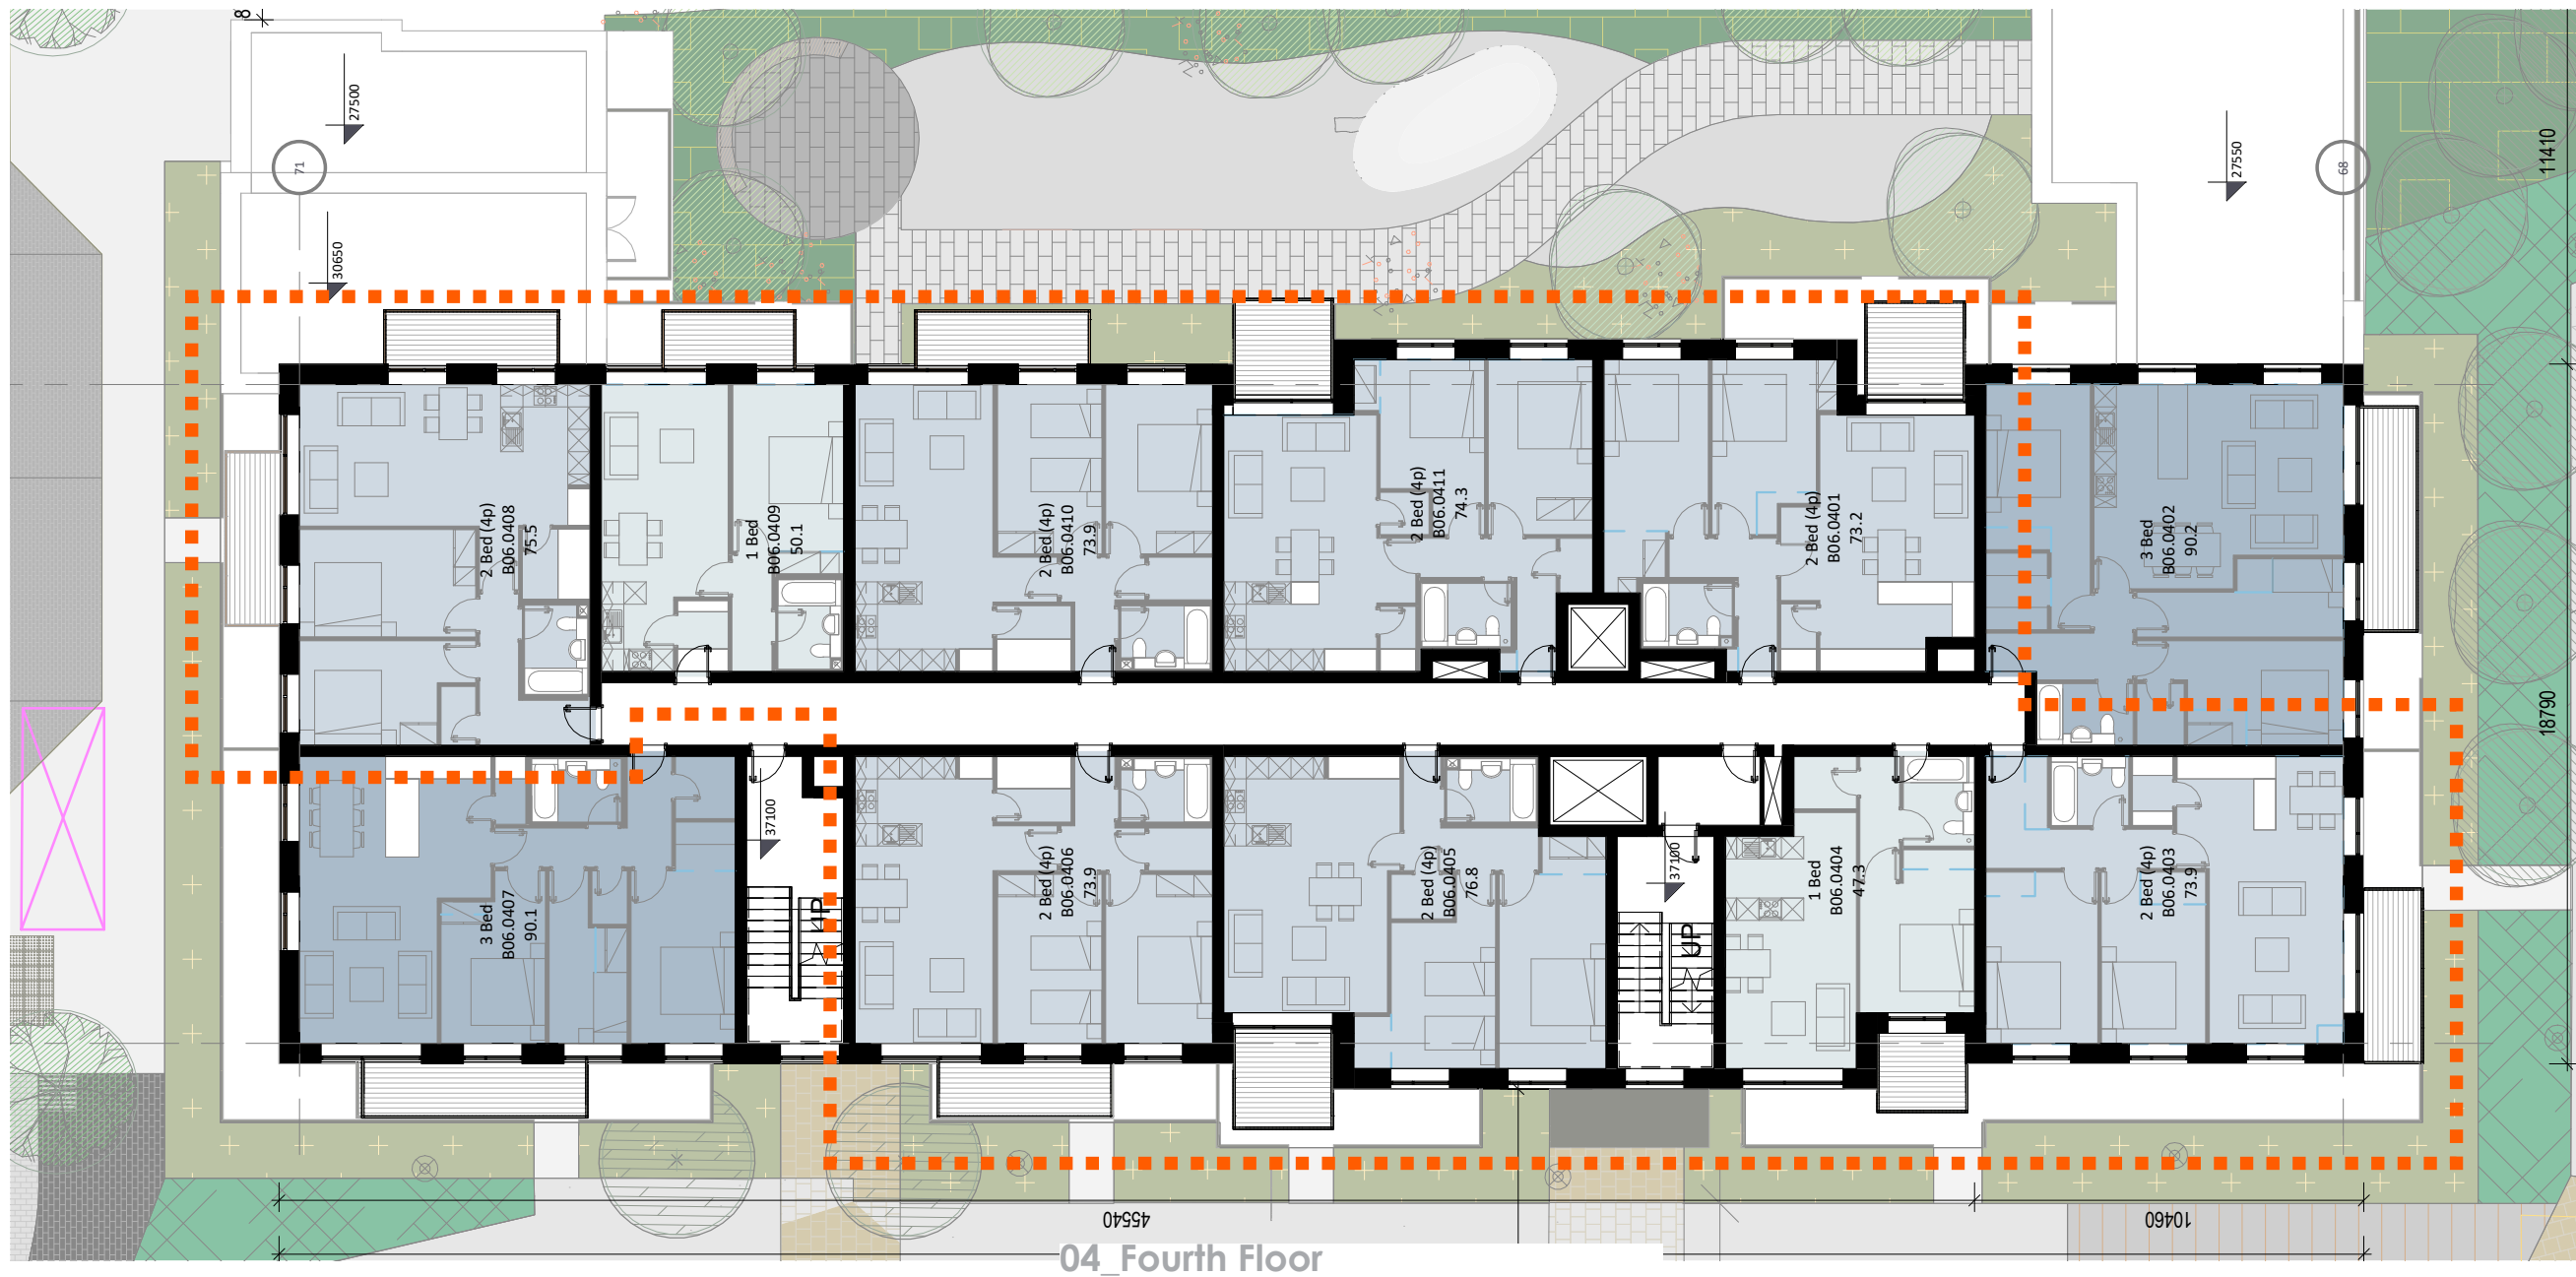 8
27500
71
30650
27550
68
11410
2 Bed (4p)
B06.0408
75.5
1 Bed
B06.0409
50.1
2 Bed (4p)
B06.0410
73.9
2 Bed (4p)
B06.0411
74.3
2 Bed (4p)
B06.0401
73.2
3 Bed
B06.0402
90.2
18790
3 Bed
B06.0407
90.1
37100
UP
2 Bed (4p)
B06.0406
73.9
2 Bed (4p)
B06.0405
76.8
37100
UP
1 Bed
B06.0404
47.3
2 Bed (4p)
B06.0403
73.9
45540
10460
04_Fourth Floor